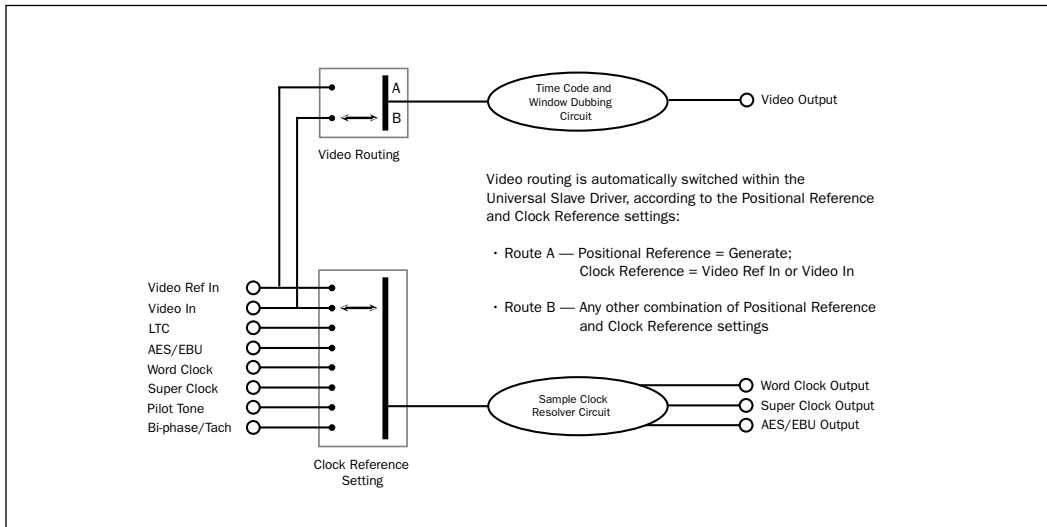 A
B
Video Routing
Time Code and
Window Dubbing
Circuit
Video Output
Video routing is automatically switched within the
Universal Slave Driver, according to the Positional Reference
and Clock Reference settings:
· Route A — Positional Reference = Generate;
Clock Reference = Video Ref In or Video In
· Route B — Any other combination of Positional Reference
and Clock Reference settings
Video Ref In
Video In
LTC
AES/EBU
Word Clock
Super Clock
Pilot Tone
Bi-phase/Tach
Clock Reference
Setting
Sample Clock
Resolver Circuit
Word Clock Output
Super Clock Output
AES/EBU Output